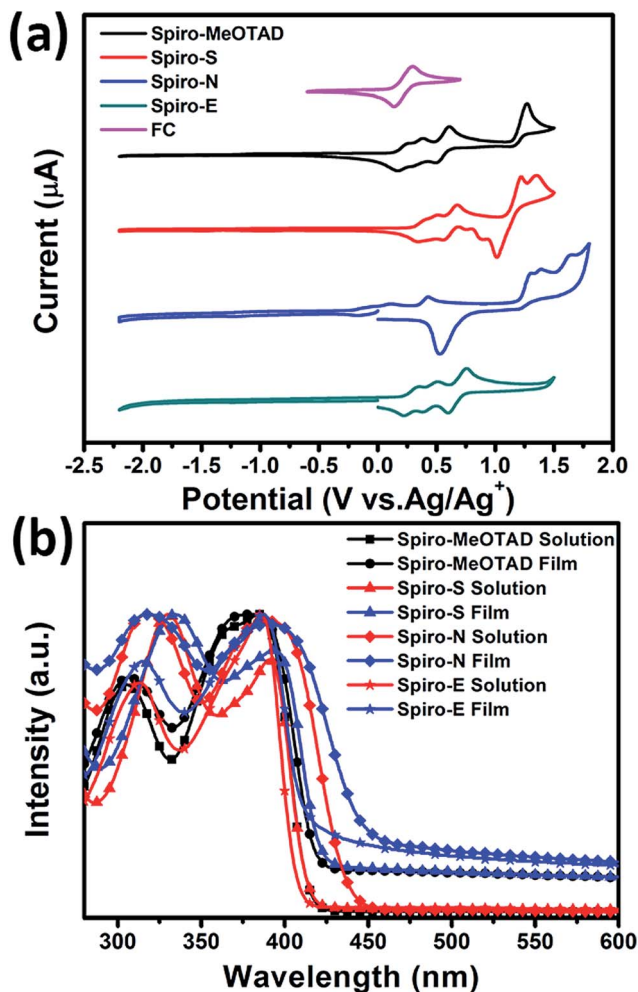 (a)
Spiro-MeOTAD
Spiro-S
Spiro-N
Spiro-E
FC
Current (μA)
-2.5 -2.0 -1.5 -1.0 -0.5 0.0 0.5 1.0 1.5 2.0
Potential (V vs.Ag/Ag⁺)
(b)
Spiro-MeOTAD Solution
Spiro-MeOTAD Film
Spiro-S Solution
Spiro-S Film
Spiro-N Solution
Spiro-N Film
Spiro-E Solution
Spiro-E Film
Intensity (a.u.)
300 350 400 450 500 550 600
Wavelength (nm)